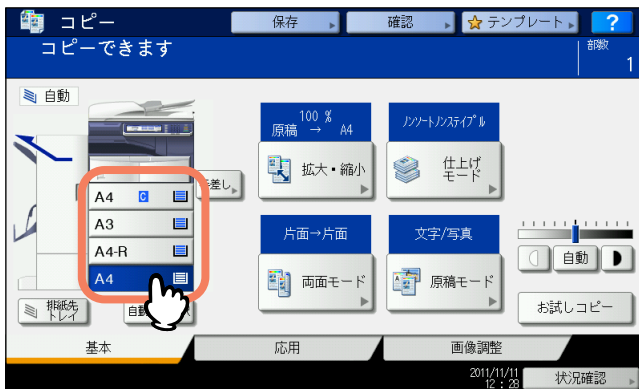 コピー
保存
確認
テンプレート
?
コピーできます
部数
1
自動
100 %
原稿 → A4
ノンソートノンステイプル
拡大・縮小
仕上げ
モード
差し
A4 C
A3
A4-R
A4
片面→片面
文字/写真
両面モード
原稿モード
自動
排紙先
トレイ
お試しコピー
基本
応用
画像調整
2011/11/11
12 : 28
状況確認